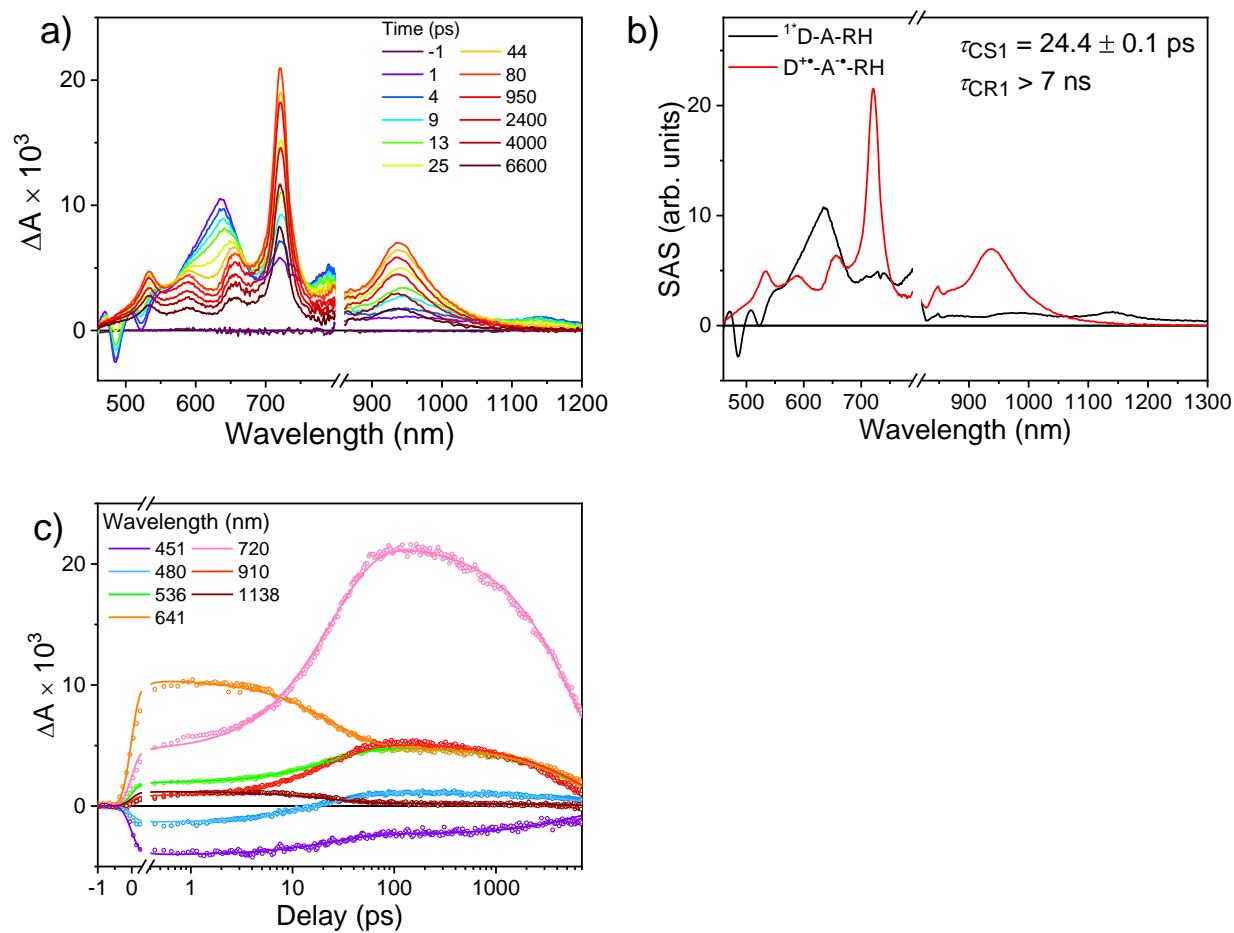 a)
Time (ps)
-1 44
1 80
4 950
9 2400
13 4000
25 6600
ΔA × 10³
20
10
0
500 600 700 900 1000 1100 1200
Wavelength (nm)
b)
¹*D-A-RH
D⁺•-A⁻•-RH
τCS1 = 24.4 ± 0.1 ps
τCR1 > 7 ns
SAS (arb. units)
20
10
0
500 600 700 900 1000 1100 1200 1300
Wavelength (nm)
c)
Wavelength (nm)
451 720
480 910
536 1138
641
ΔA × 10³
20
10
0
-1 0 1 10 100 1000
Delay (ps)